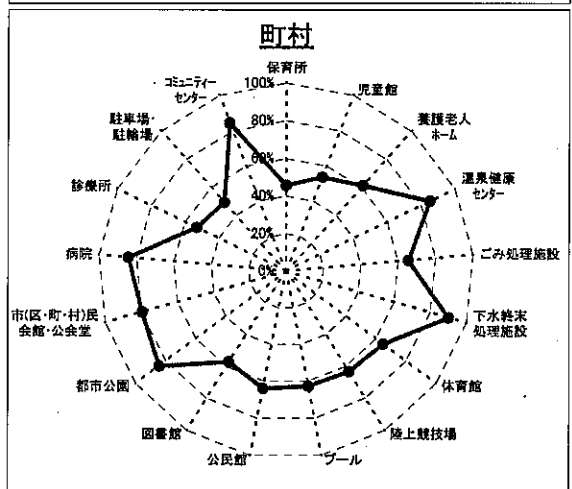 町村
保育所
児童館
養護老人
ホーム
温泉健康
センター
ごみ処理施設
下水終末
処理施設
体育館
陸上競技場
プール
公民館
図書館
都市公園
市(区・町・村)民
会館・公会堂
病院
診療所
駐車場・
駐輪場
コミュニティー
センター
100%
80%
60%
40%
20%
0%